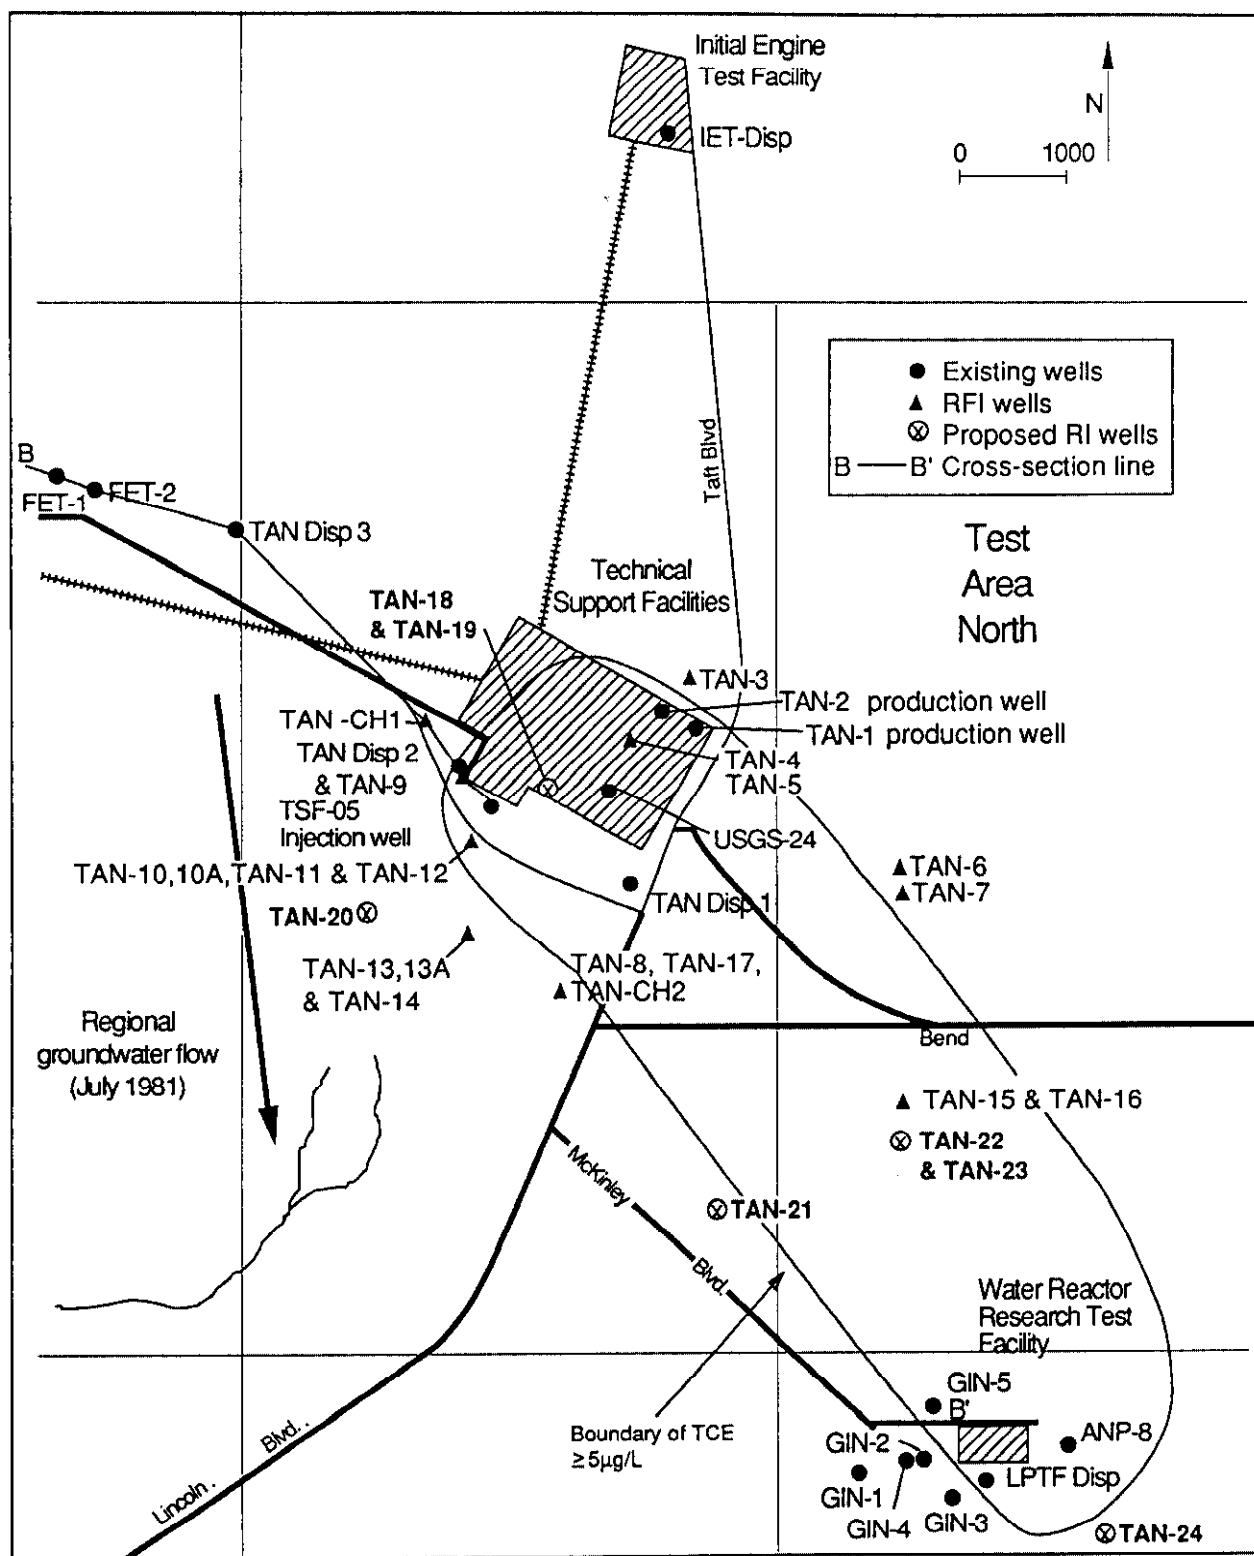 Initial Engine
Test Facility
IET-Disp
N
0 1000
Existing wells
RFI wells
Proposed RI wells
B B' Cross-section line
Taft Blvd
B
FET-1
FET-2
TAN Disp 3
Test
Area
North
Technical
Support Facilities
TAN-18
& TAN-19
TAN-3
TAN-2 production well
TAN-1 production well
TAN -CH1
TAN Disp 2
& TAN-9
TAN-4
TAN-5
TSF-05
Injection well
USGS-24
TAN-10,10A,TAN-11 & TAN-12
TAN-6
TAN-7
TAN Disp 1
TAN-20
TAN-13,13A
& TAN-14
TAN-8, TAN-17,
TAN-CH2
Regional
groundwater flow
(July 1981)
Bend
TAN-15 & TAN-16
TAN-22
& TAN-23
McKinley
Blvd.
TAN-21
Water Reactor
Research Test
Facility
GIN-5
B'
Boundary of TCE
≥5µg/L
GIN-2
ANP-8
LPTF Disp
GIN-1
GIN-4
GIN-3
TAN-24
Lincoln .
Blvd. .